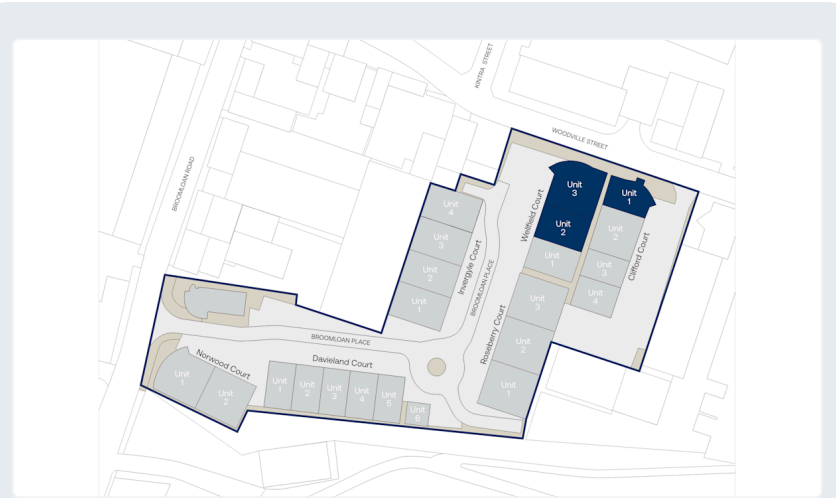 KINTRA STREET
WOODVILLE STREET
BROOMLOAN ROAD
Unit
3
Unit
2
Unit
1
Wellfield Court
Unit
1
Unit
2
Unit
3
Unit
4
Clifford Court
Unit
4
Unit
3
Unit
2
Unit
1
Invergyle Court
BROOMLOAN PLACE
Unit
3
Unit
2
Unit
1
Roseberry Court
BROOMLOAN PLACE
Norwood Court
Unit
1
Unit
2
Davieland Court
Unit
1
Unit
2
Unit
3
Unit
4
Unit
5
Unit
6